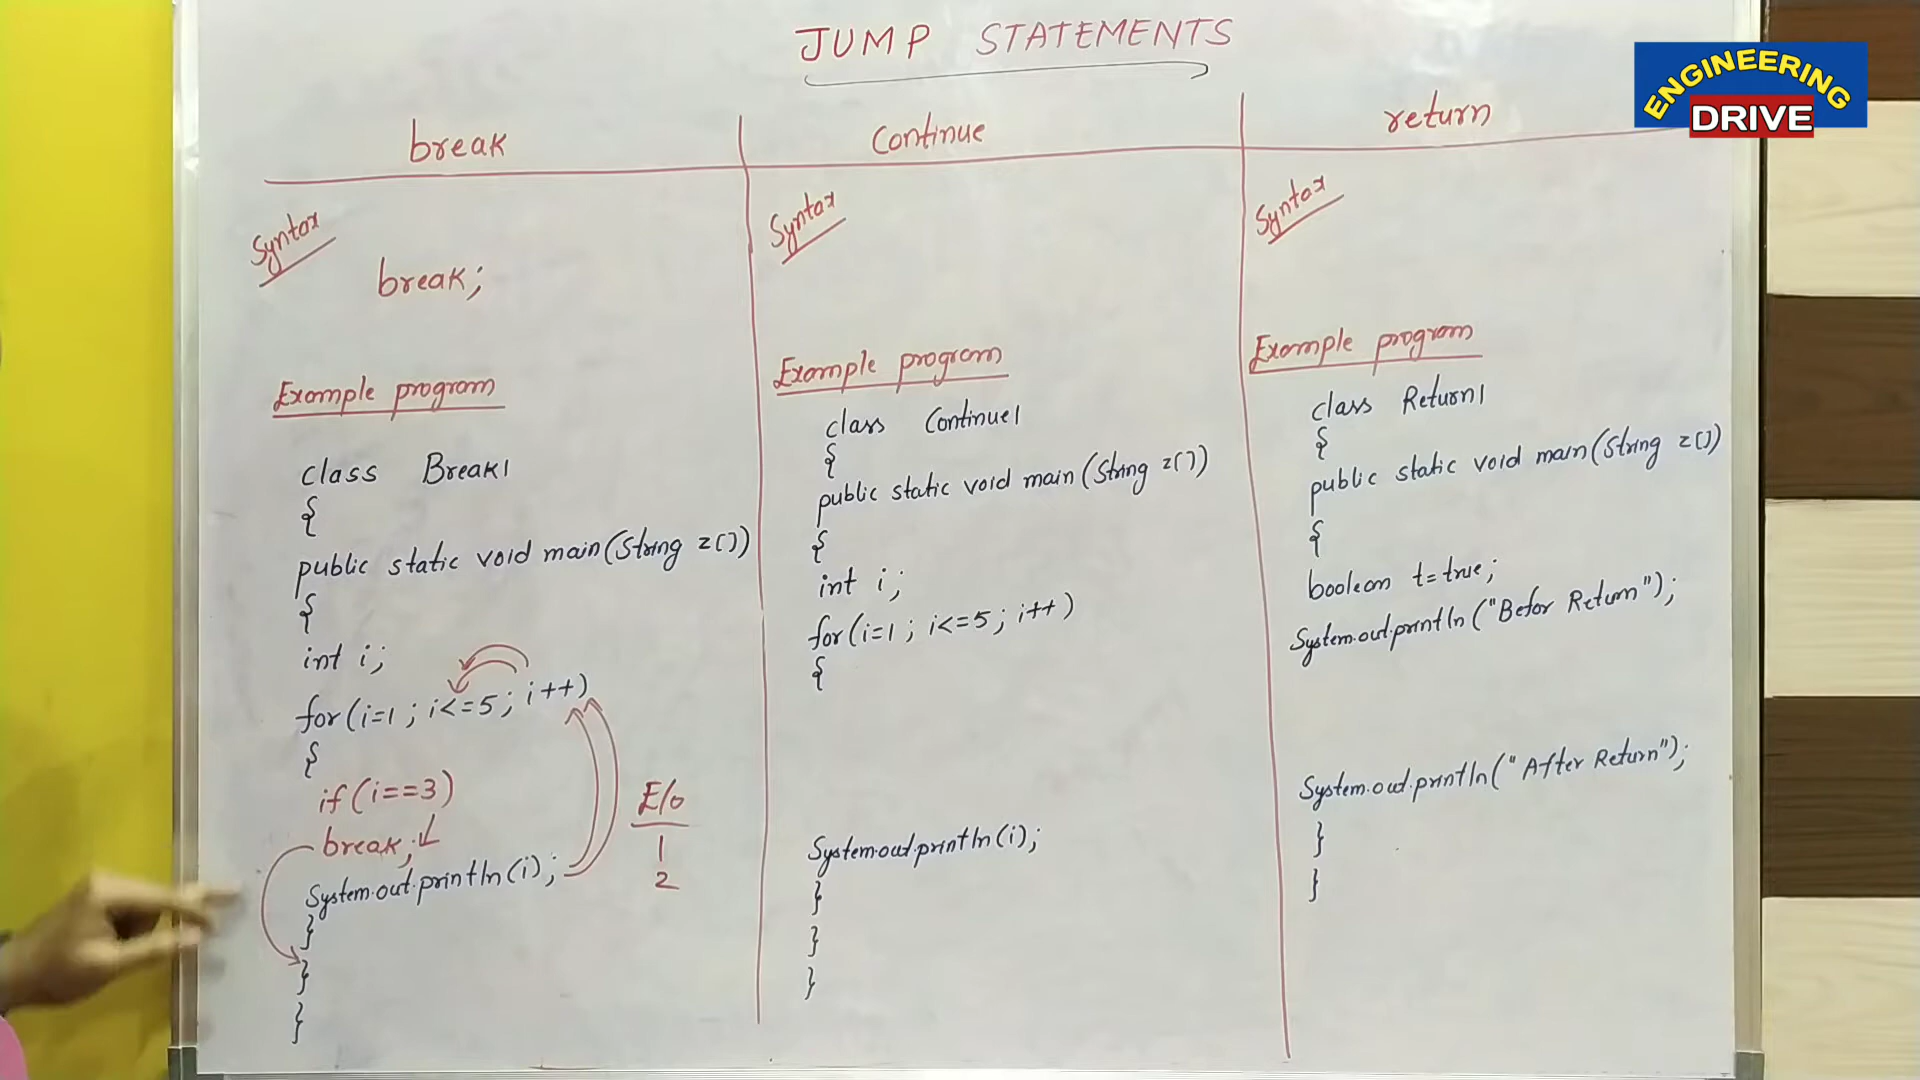 JUMP STATEMENTS
ENGINEERING
DRIVE
break
Syntax
break;
Example program
class Break1
{
public static void main(String z[])
{
int i;
for(i=1; i<=5; i++)
{
if(i==3)
break;
System.out.println(i);
}
}
}
E/o
1
2
Continue
Syntax
Example program
class Continue1
{
public static void main(String z[])
{
int i;
for(i=1; i<=5; i++)
{
System.out.println(i);
}
}
}
return
Syntax
Example program
class Return1
{
public static void main(String z[])
{
boolean t=true;
System.out.println("Befor Return");
System.out.println("After Return");
}
}